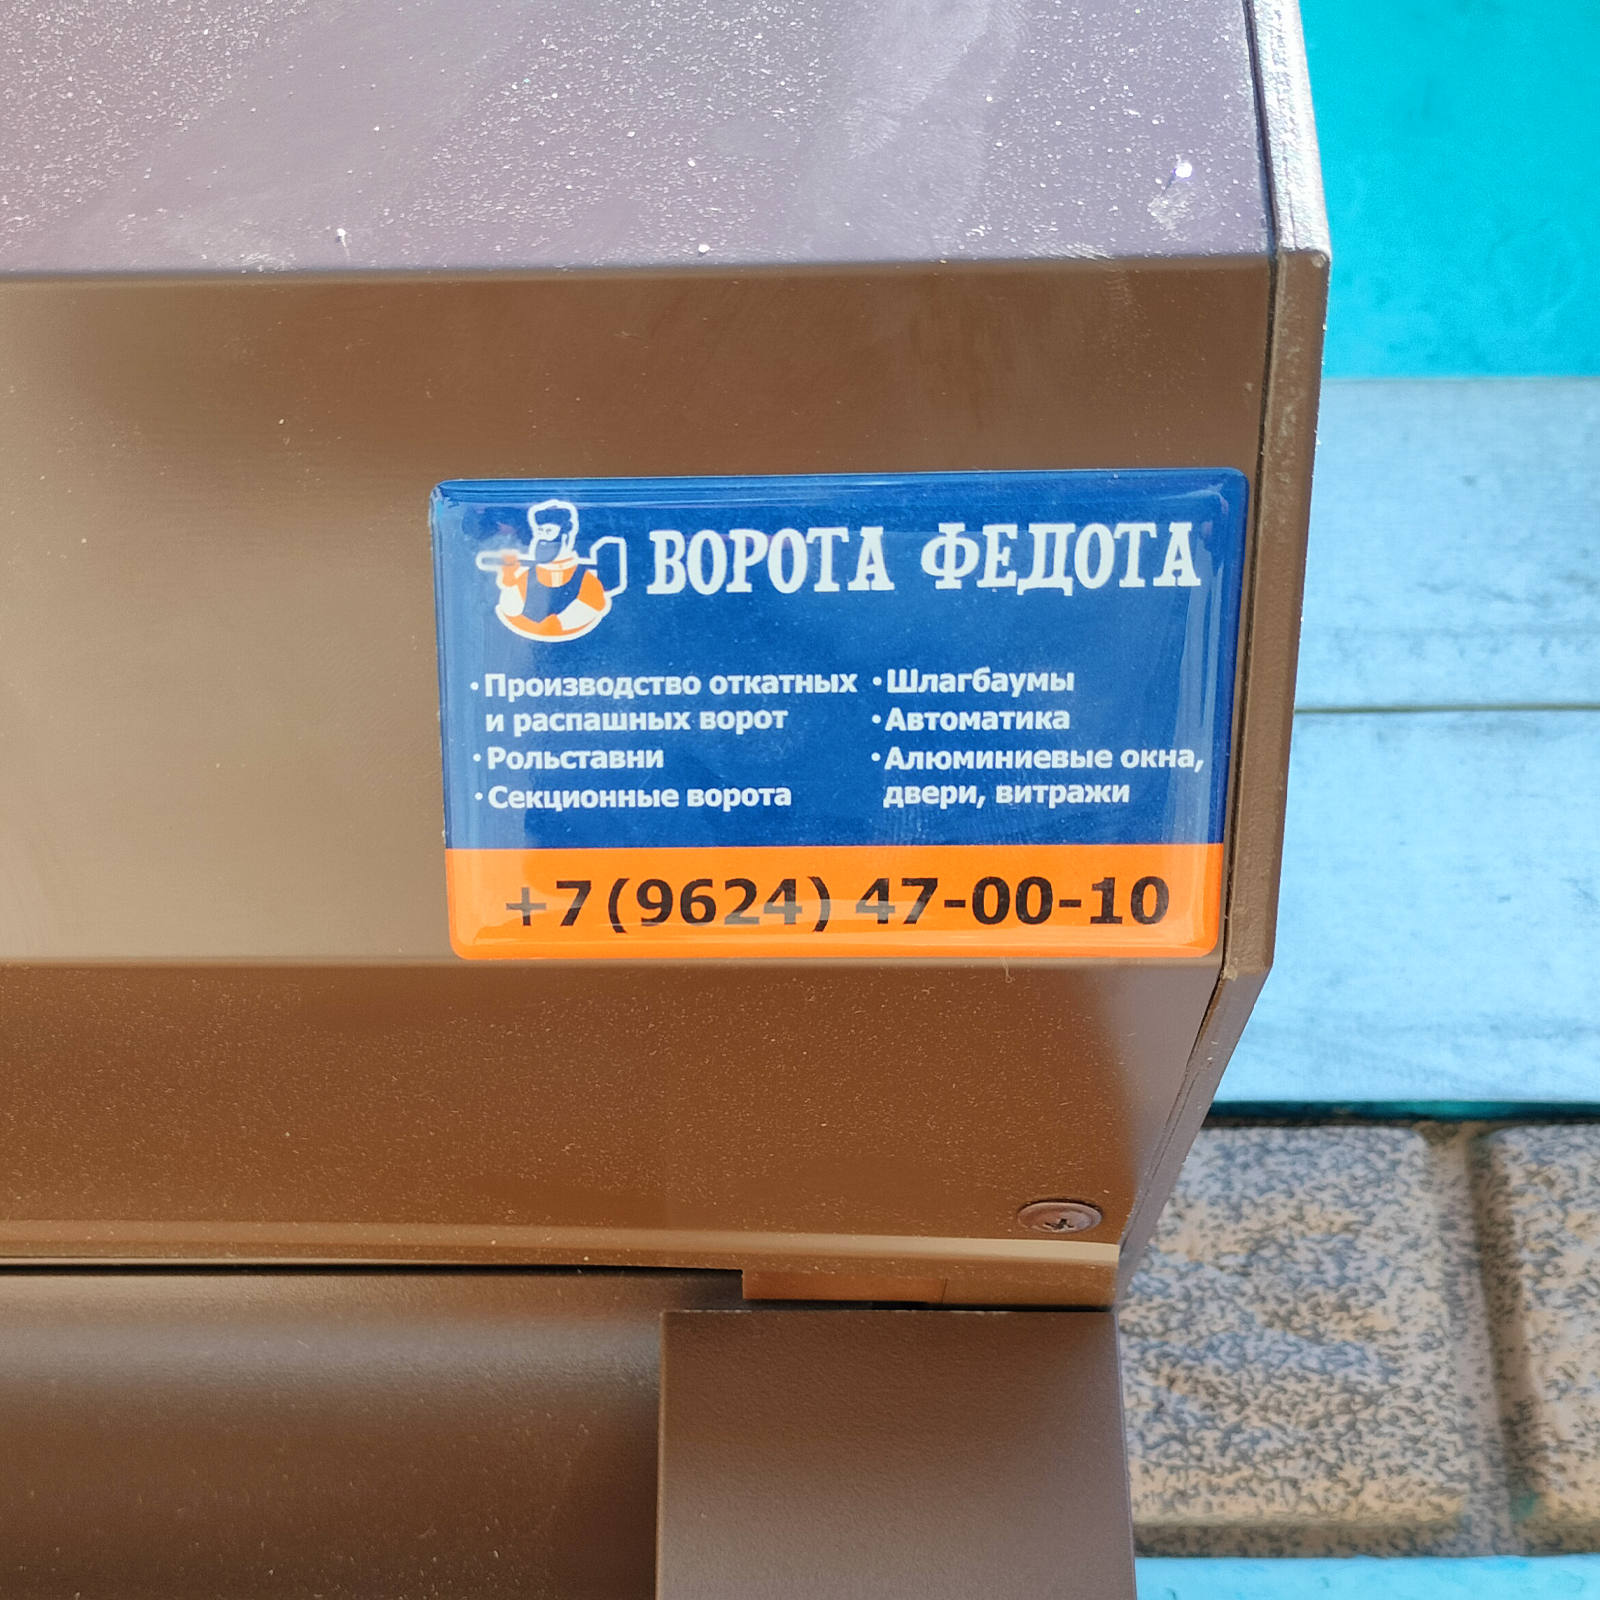 ВОРОТА ФЕДОТА
• Производство откатных
и распашных ворот
• Рольставни
• Секционные ворота
• Шлагбаумы
• Автоматика
• Алюминиевые окна,
двери, витражи
+7(9624) 47-00-10